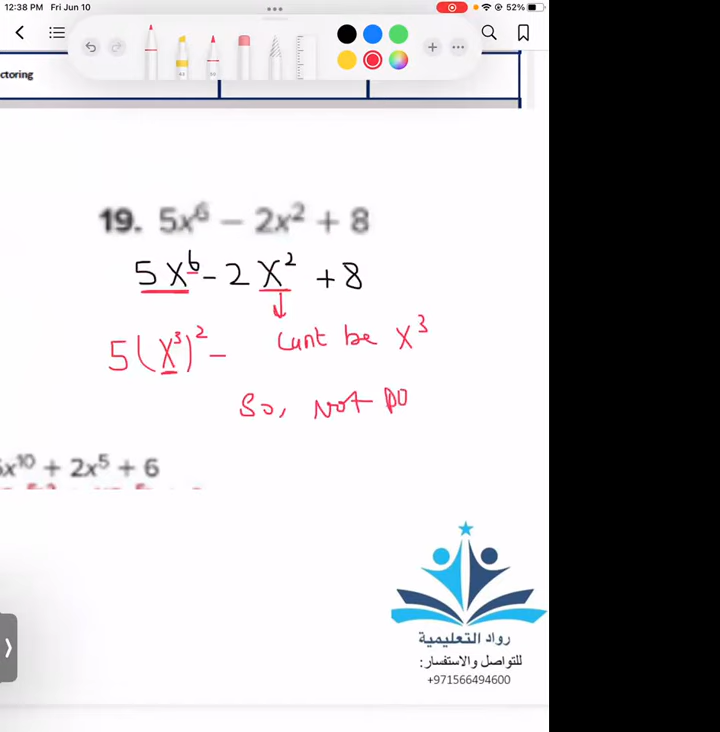 12:38 PM Fri Jun 10
52%
ctoring
19. 5x⁶ − 2x² + 8
5x⁶ - 2x² + 8
5(x³)² - cant be x³
So, Not po
x¹⁰ + 2x⁵ + 6
رواد التعليمية
للتواصل والاستفسار:
+971566494600